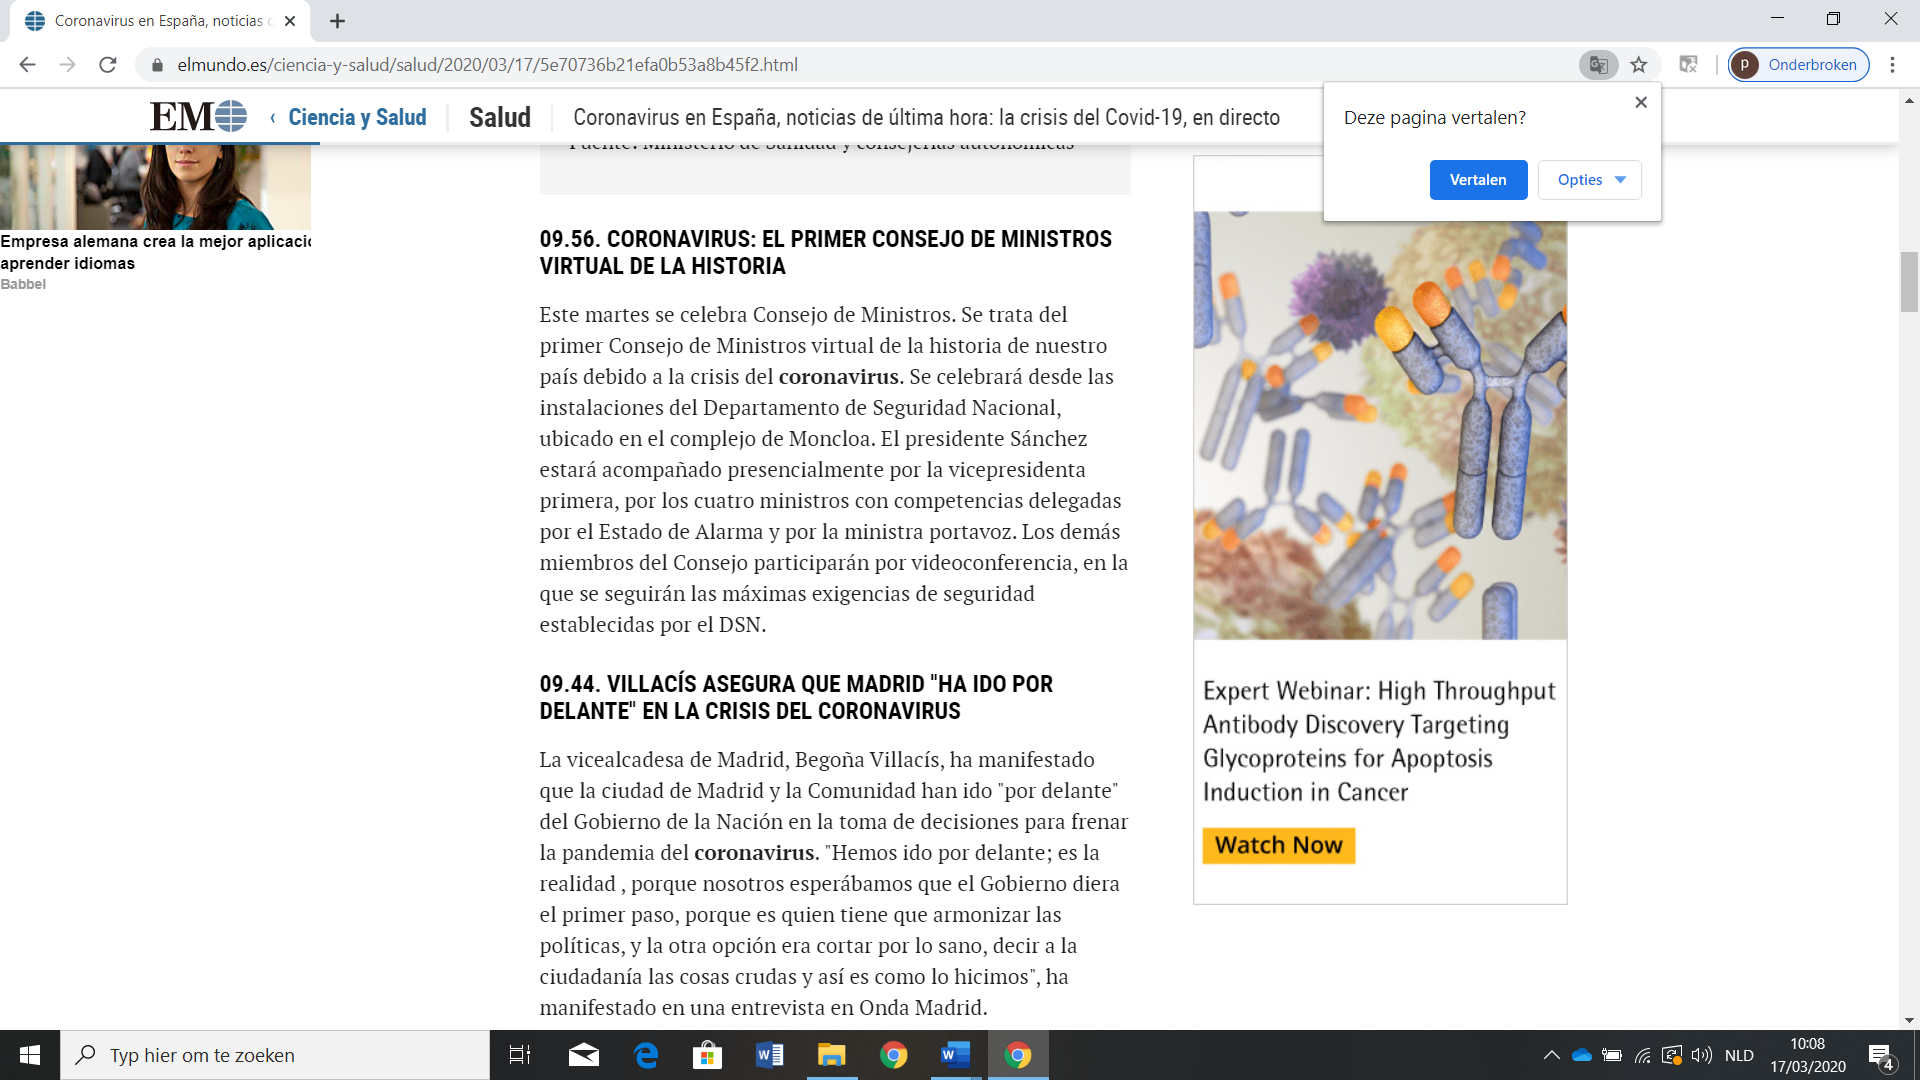 Coronavirus en España, noticias d
elmundo.es/ciencia-y-salud/salud/2020/03/17/5e70736b21efa0b53a8b45f2.html
p Onderbroken
EM
‹ Ciencia y Salud
Salud
Coronavirus en España, noticias de última hora: la crisis del Covid-19, en directo
Deze pagina vertalen?
Vertalen
Opties
Fuente: Ministerio de Sanidad y consejerías autonómicas
Empresa alemana crea la mejor aplicació
aprender idiomas
Babbel
09.56. CORONAVIRUS: EL PRIMER CONSEJO DE MINISTROS
VIRTUAL DE LA HISTORIA
Este martes se celebra Consejo de Ministros. Se trata del
primer Consejo de Ministros virtual de la historia de nuestro
país debido a la crisis del coronavirus. Se celebrará desde las
instalaciones del Departamento de Seguridad Nacional,
ubicado en el complejo de Moncloa. El presidente Sánchez
estará acompañado presencialmente por la vicepresidenta
primera, por los cuatro ministros con competencias delegadas
por el Estado de Alarma y por la ministra portavoz. Los demás
miembros del Consejo participarán por videoconferencia, en la
que se seguirán las máximas exigencias de seguridad
establecidas por el DSN.
09.44. VILLACÍS ASEGURA QUE MADRID "HA IDO POR
DELANTE" EN LA CRISIS DEL CORONAVIRUS
La vicealcadesa de Madrid, Begoña Villacís, ha manifestado
que la ciudad de Madrid y la Comunidad han ido "por delante"
del Gobierno de la Nación en la toma de decisiones para frenar
la pandemia del coronavirus. "Hemos ido por delante; es la
realidad , porque nosotros esperábamos que el Gobierno diera
el primer paso, porque es quien tiene que armonizar las
políticas, y la otra opción era cortar por lo sano, decir a la
ciudadanía las cosas crudas y así es como lo hicimos", ha
manifestado en una entrevista en Onda Madrid.
Expert Webinar: High Throughput
Antibody Discovery Targeting
Glycoproteins for Apoptosis
Induction in Cancer
Watch Now
Typ hier om te zoeken
NLD
10:08
17/03/2020
4